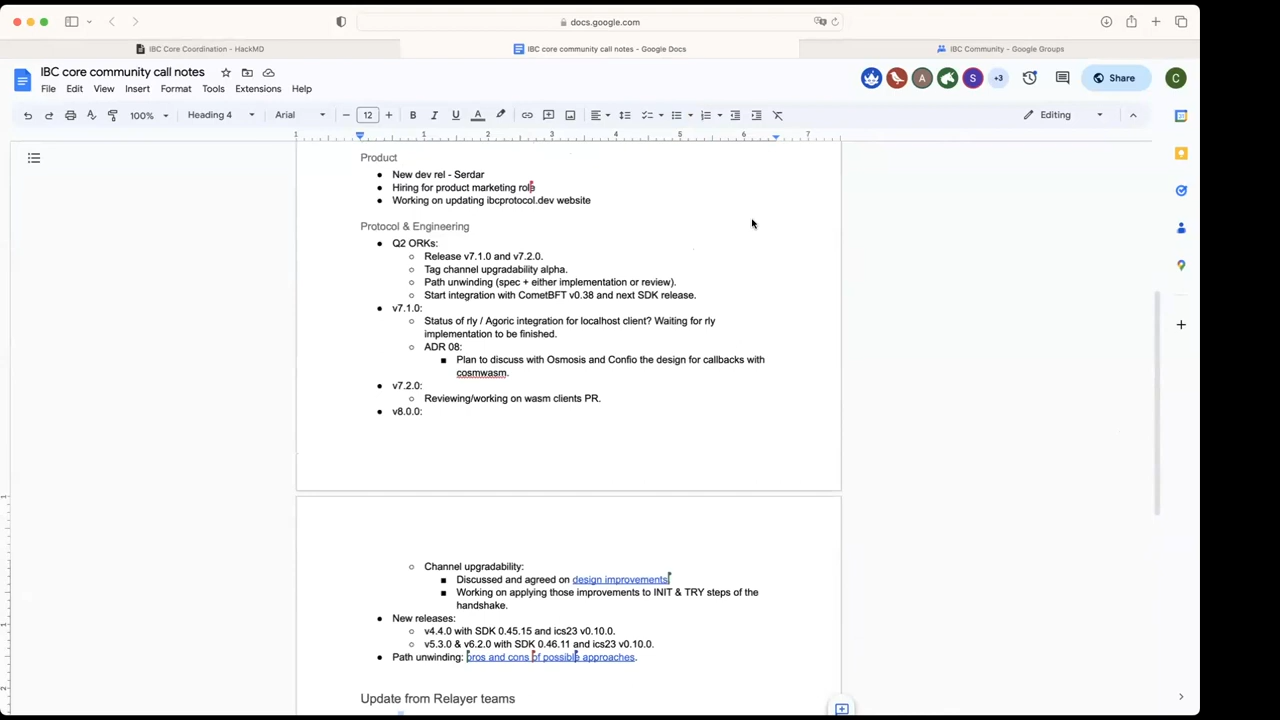 docs.google.com
IBC Core Coordination - HackMD
IBC core community call notes - Google Docs
IBC Community - Google Groups
IBC core community call notes
File Edit View Insert Format Tools Extensions Help
A S +3 Share C
100% Heading 4 Arial 12 B I U A Editing
1 1 2 3 4 5 6 7
Product
New dev rel - Serdar
Hiring for product marketing role
Working on updating ibcprotocol.dev website
Protocol & Engineering
Q2 ORKs:
Release v7.1.0 and v7.2.0.
Tag channel upgradability alpha.
Path unwinding (spec + either implementation or review).
Start integration with CometBFT v0.38 and next SDK release.
v7.1.0:
Status of rly / Agoric integration for localhost client? Waiting for rly
implementation to be finished.
ADR 08:
Plan to discuss with Osmosis and Confio the design for callbacks with
cosmwasm.
v7.2.0:
Reviewing/working on wasm clients PR.
v8.0.0:
Channel upgradability:
Discussed and agreed on design improvements
Working on applying those improvements to INIT & TRY steps of the
handshake.
New releases:
v4.4.0 with SDK 0.45.15 and ics23 v0.10.0.
v5.3.0 & v6.2.0 with SDK 0.46.11 and ics23 v0.10.0.
Path unwinding: pros and cons of possible approaches.
Update from Relayer teams